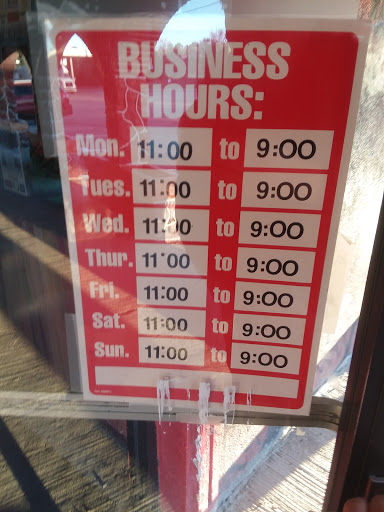 BUSINESS
HOURS:
Mon. 11:00 to 9:00
Tues. 11:00 to 9:00
Wed. 11:00 to 9:00
Thur. 11:00 to 9:00
Fri. 11:00 to 9:00
Sat. 11:00 to 9:00
Sun. 11:00 to 9:00